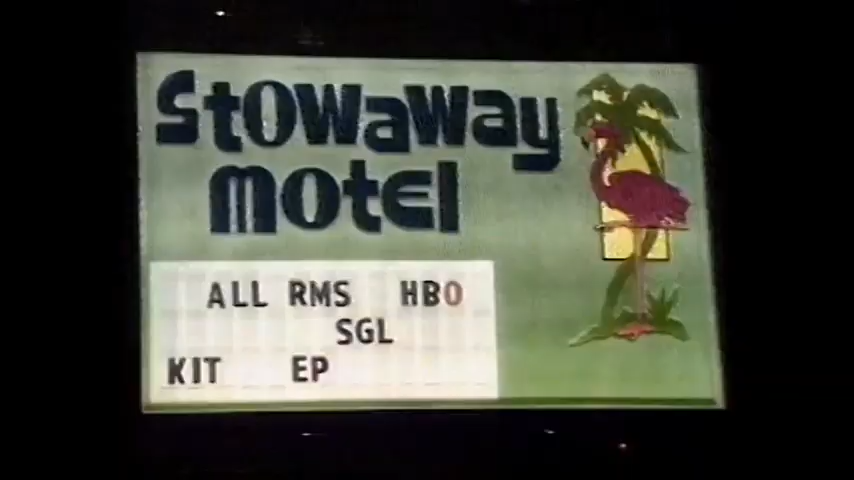 Stowaway
motel
ALL RMS HBO
SGL
KIT EP